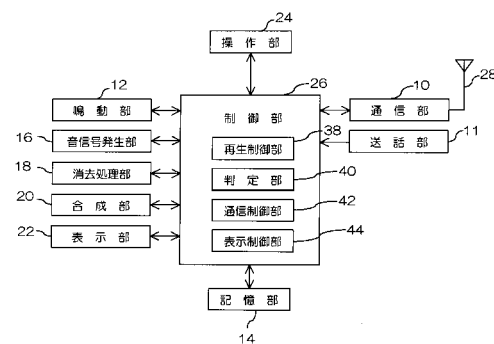 24
操作部
12
鳴動部
26
制御部
10
通信部
28
16
音信号発生部
38
再生制御部
11
送話部
18
消去処理部
40
判定部
20
合成部
42
通信制御部
22
表示部
44
表示制御部
記憶部
14